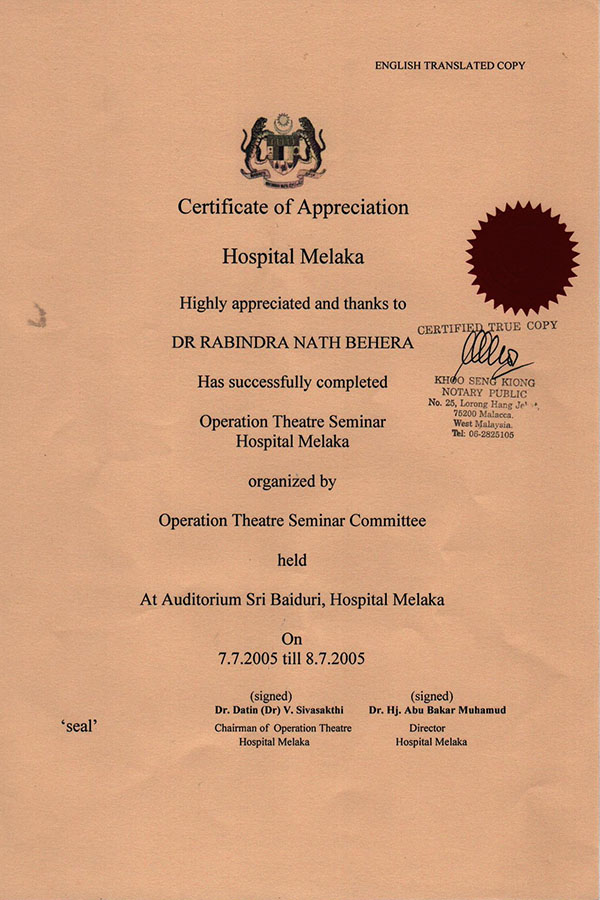 ENGLISH TRANSLATED COPY
Certificate of Appreciation
Hospital Melaka
Highly appreciated and thanks to
DR RABINDRA NATH BEHERA
CERTIFIED TRUE COPY
KHOO SENG KIONG
NOTARY PUBLIC
No. 25, Lorong Hang
75200 Malacca.
West Malaysia.
Tel: 06-2825105
Has successfully completed
Operation Theatre Seminar
Hospital Melaka
organized by
Operation Theatre Seminar Committee
held
At Auditorium Sri Baiduri, Hospital Melaka
On
7.7.2005 till 8.7.2005
(signed)
Dr. Datin (Dr) V. Sivasakthi
Chairman of Operation Theatre
Hospital Melaka
(signed)
Dr. Hj. Abu Bakar Muhamud
Director
Hospital Melaka
‘seal’